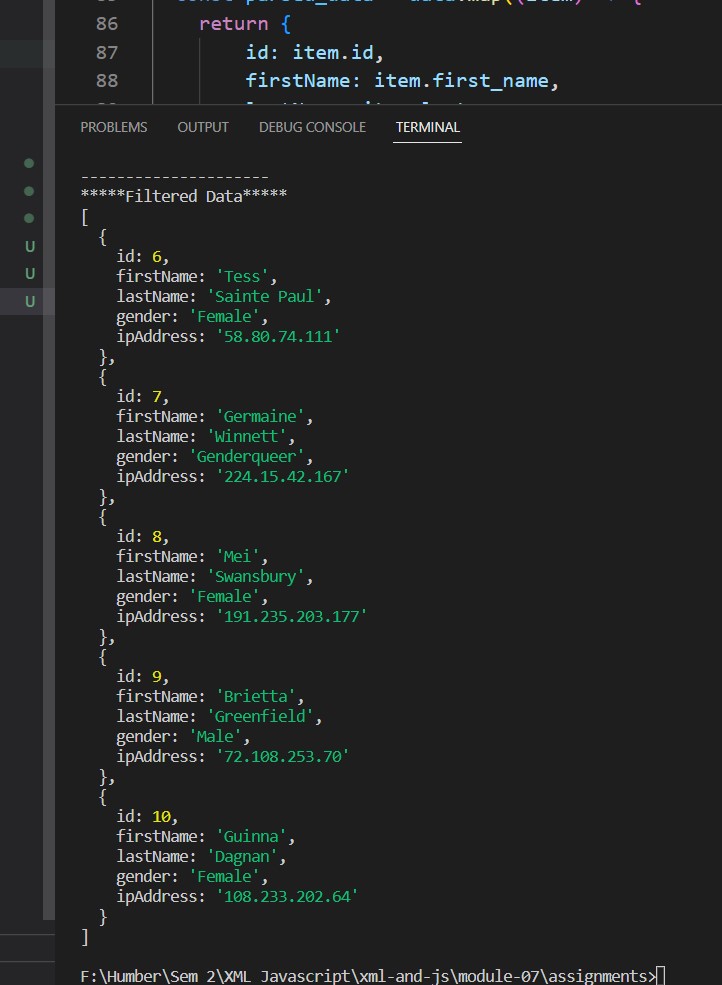 86 return {
87 id: item.id,
88 firstName: item.first_name,
PROBLEMS OUTPUT DEBUG CONSOLE TERMINAL
---------------------
*****Filtered Data*****
[
{
id: 6,
firstName: 'Tess',
lastName: 'Sainte Paul',
gender: 'Female',
ipAddress: '58.80.74.111'
},
{
id: 7,
firstName: 'Germaine',
lastName: 'Winnett',
gender: 'Genderqueer',
ipAddress: '224.15.42.167'
},
{
id: 8,
firstName: 'Mei',
lastName: 'Swansbury',
gender: 'Female',
ipAddress: '191.235.203.177'
},
{
id: 9,
firstName: 'Brietta',
lastName: 'Greenfield',
gender: 'Male',
ipAddress: '72.108.253.70'
},
{
id: 10,
firstName: 'Guinna',
lastName: 'Dagnan',
gender: 'Female',
ipAddress: '108.233.202.64'
}
]
U
U
U
F:\Humber\Sem 2\XML Javascript\xml-and-js\module-07\assignments>